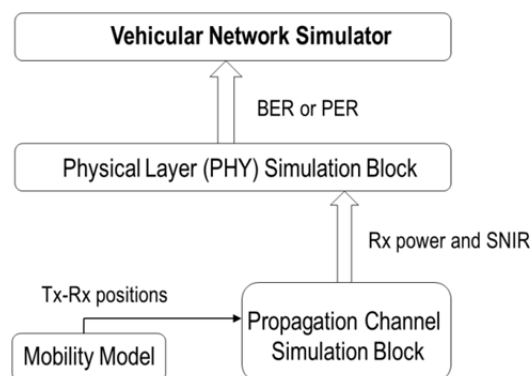 Vehicular Network Simulator
BER or PER
Physical Layer (PHY) Simulation Block
Rx power and SNIR
Tx-Rx positions
Propagation Channel
Simulation Block
Mobility Model